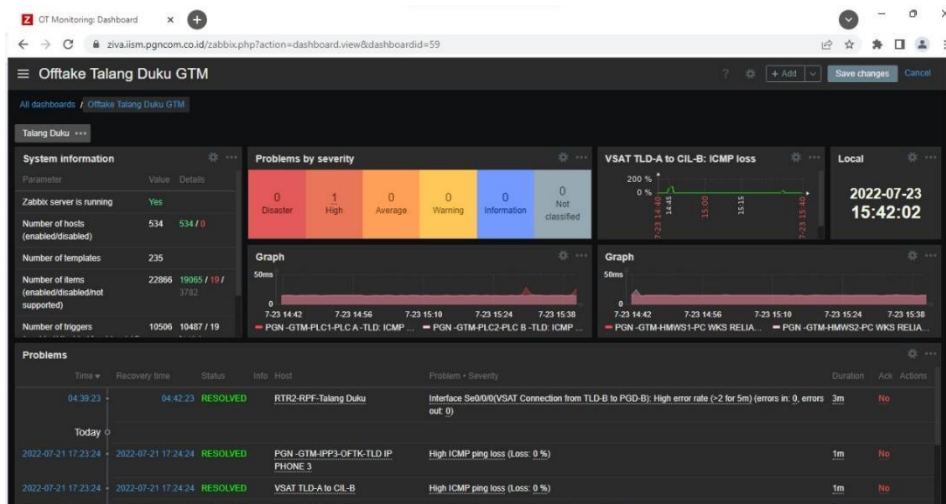 OT Monitoring: Dashboard
ziva.iism.pgncom.co.id/zabbix.php?action=dashboard.view&dashboardid=59
Offtake Talang Duku GTM
? + Add Save changes Cancel
All dashboards / Offtake Talang Duku GTM
Talang Duku
System information
Parameter Value Details
Zabbix server is running Yes
Number of hosts (enabled/disabled) 534 534 / 0
Number of templates 235
Number of items (enabled/disabled/not supported) 22866 19065 / 19 / 3782
Number of triggers 10506 10487 / 19
Problems by severity
0 Disaster
1 High
0 Average
0 Warning
0 Information
0 Not classified
VSAT TLD-A to CIL-B: ICMP loss
200 %
0 %
7-23 14:40 14:45 15:00 15:15 7-23 15:40
Local
2022-07-23
15:42:02
Graph
50ms
0
7-23 14:42 7-23 14:56 7-23 15:10 7-23 15:24 7-23 15:38
PGN -GTM-PLC1-PLC A -TLD: ICMP ... PGN -GTM-PLC2-PLC B -TLD: ICMP ...
Graph
50ms
0
7-23 14:42 7-23 14:56 7-23 15:10 7-23 15:24 7-23 15:38
PGN -GTM-HMWS1-PC WKS RELIA... PGN -GTM-HMWS2-PC WKS RELIA...
Problems
Time Recovery time Status Info Host Problem • Severity Duration Ack Actions
04:39:23 04:42:23 RESOLVED RTR2-RPF-Talang Duku Interface Se0/0/0(VSAT Connection from TLD-B to PGD-B): High error rate (>2 for 5m) (errors in: 0, errors out: 0) 3m No
Today
2022-07-21 17:23:24 2022-07-21 17:24:24 RESOLVED PGN -GTM-IPP3-OFTK-TLD IP PHONE 3 High ICMP ping loss (Loss: 0 %) 1m No
2022-07-21 17:23:24 2022-07-21 17:24:24 RESOLVED VSAT TLD-A to CIL-B High ICMP ping loss (Loss: 0 %) 1m No